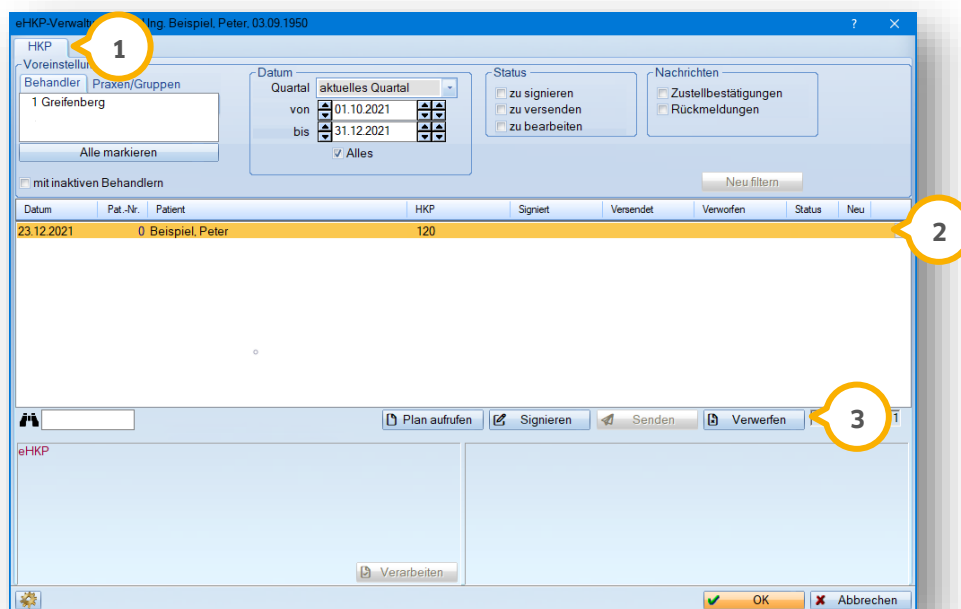 eHKP-Verwaltu Ing. Beispiel, Peter, 03.09.1950 ?
HKP
1
Voreinstellu
Behandler Praxen/Gruppen
1 Greifenberg
Alle markieren
mit inaktiven Behandlern
Datum
Quartal aktuelles Quartal
von 01.10.2021
bis 31.12.2021
Alles
Status
zu signieren
zu versenden
zu bearbeiten
Nachrichten
Zustellbestätigungen
Rückmeldungen
Neu filtern
Datum Pat.-Nr. Patient HKP Signiert Versendet Verworfen Status Neu
23.12.2021 0 Beispiel, Peter 120
2
Plan aufrufen Signieren Senden Verwerfen 1
3
eHKP
Verarbeiten
OK Abbrechen